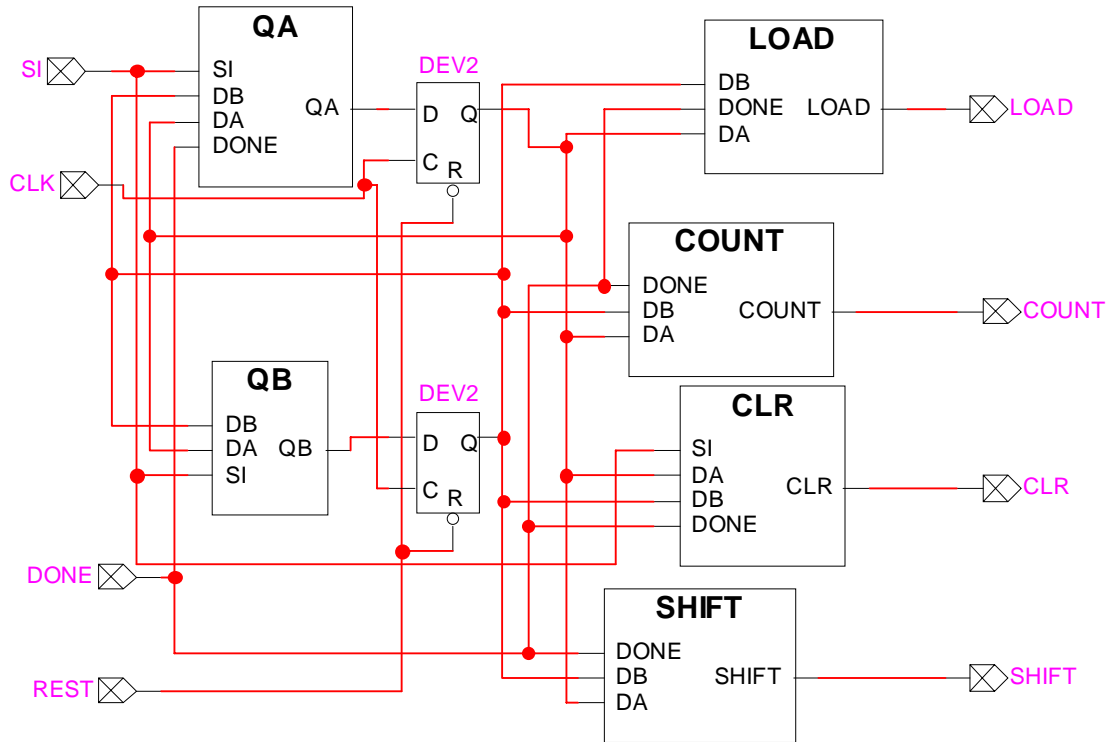 QA
SI
SI
DB
DA
DONE
QA
CLK
DEV2
D
Q
C
R
LOAD
DB
DONE
DA
LOAD
LOAD
COUNT
DONE
DB
DA
COUNT
COUNT
QB
DB
DA
SI
QB
DEV2
D
Q
C
R
CLR
SI
DA
DB
DONE
CLR
CLR
DONE
REST
SHIFT
DONE
DB
DA
SHIFT
SHIFT